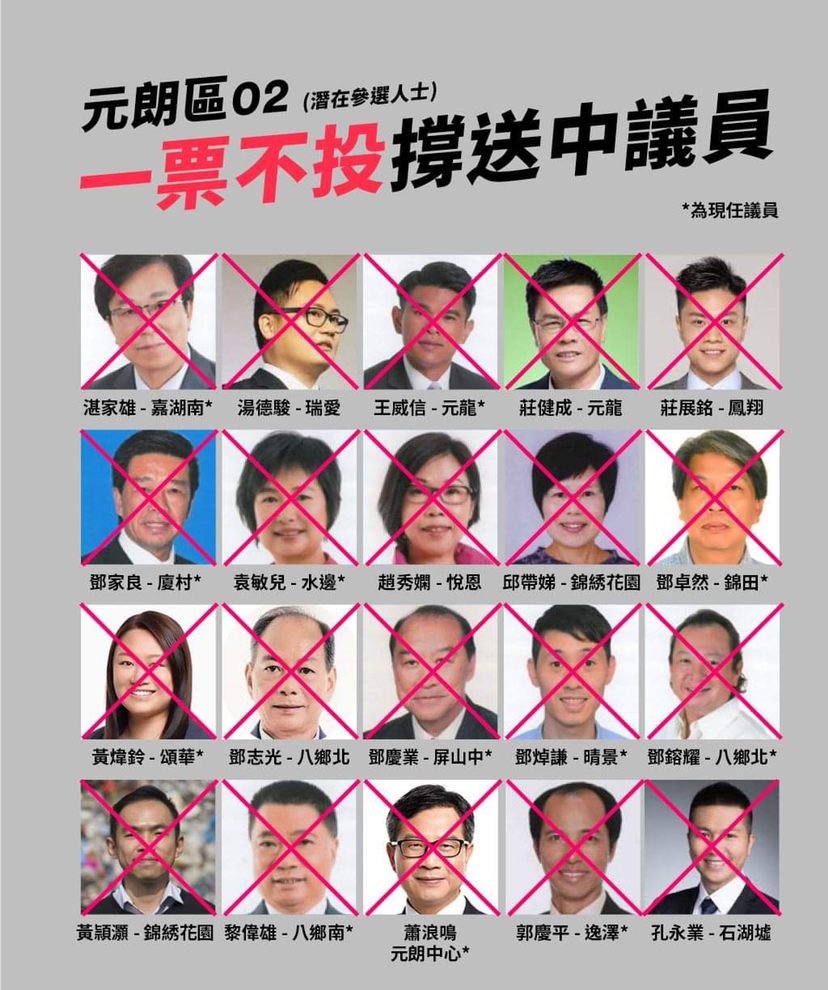 元朗區02 (潛在參選人士)
一票不投撐送中議員
*為現任議員
湛家雄 - 嘉湖南* 湯德駿 - 瑞愛 王威信 - 元龍* 莊健成 - 元龍 莊展銘 - 鳳翔
鄧家良 - 廈村* 袁敏兒 - 水邊* 趙秀嫻 - 悅恩 邱帶娣 - 錦綉花園 鄧卓然 - 錦田*
黃煒鈴 - 頌華* 鄧志光 - 八鄉北 鄧慶業 - 屏山中* 鄧焯謙 - 晴景* 鄧鎔耀 - 八鄉北*
黃頴灝 - 錦綉花園 黎偉雄 - 八鄉南* 蕭浪鳴 郭慶平 - 逸澤* 孔永業 - 石湖墟
元朗中心*